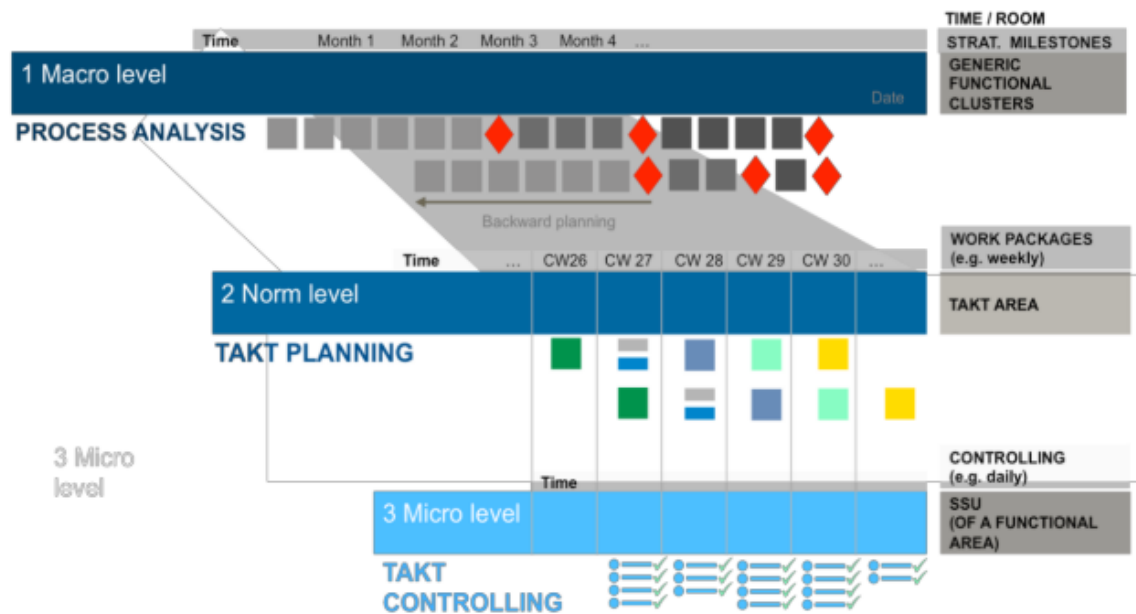 TIME / ROOM
Time Month 1 Month 2 Month 3 Month 4 ...
STRAT. MILESTONES
1 Macro level
GENERIC
FUNCTIONAL
CLUSTERS
Date
PROCESS ANALYSIS
Backward planning
WORK PACKAGES
(e.g. weekly)
Time ... CW26 CW 27 CW 28 CW 29 CW 30 ...
2 Norm level
TAKT AREA
TAKT PLANNING
3 Micro
level
CONTROLLING
(e.g. daily)
Time
3 Micro level
SSU
(OF A FUNCTIONAL
AREA)
TAKT
CONTROLLING